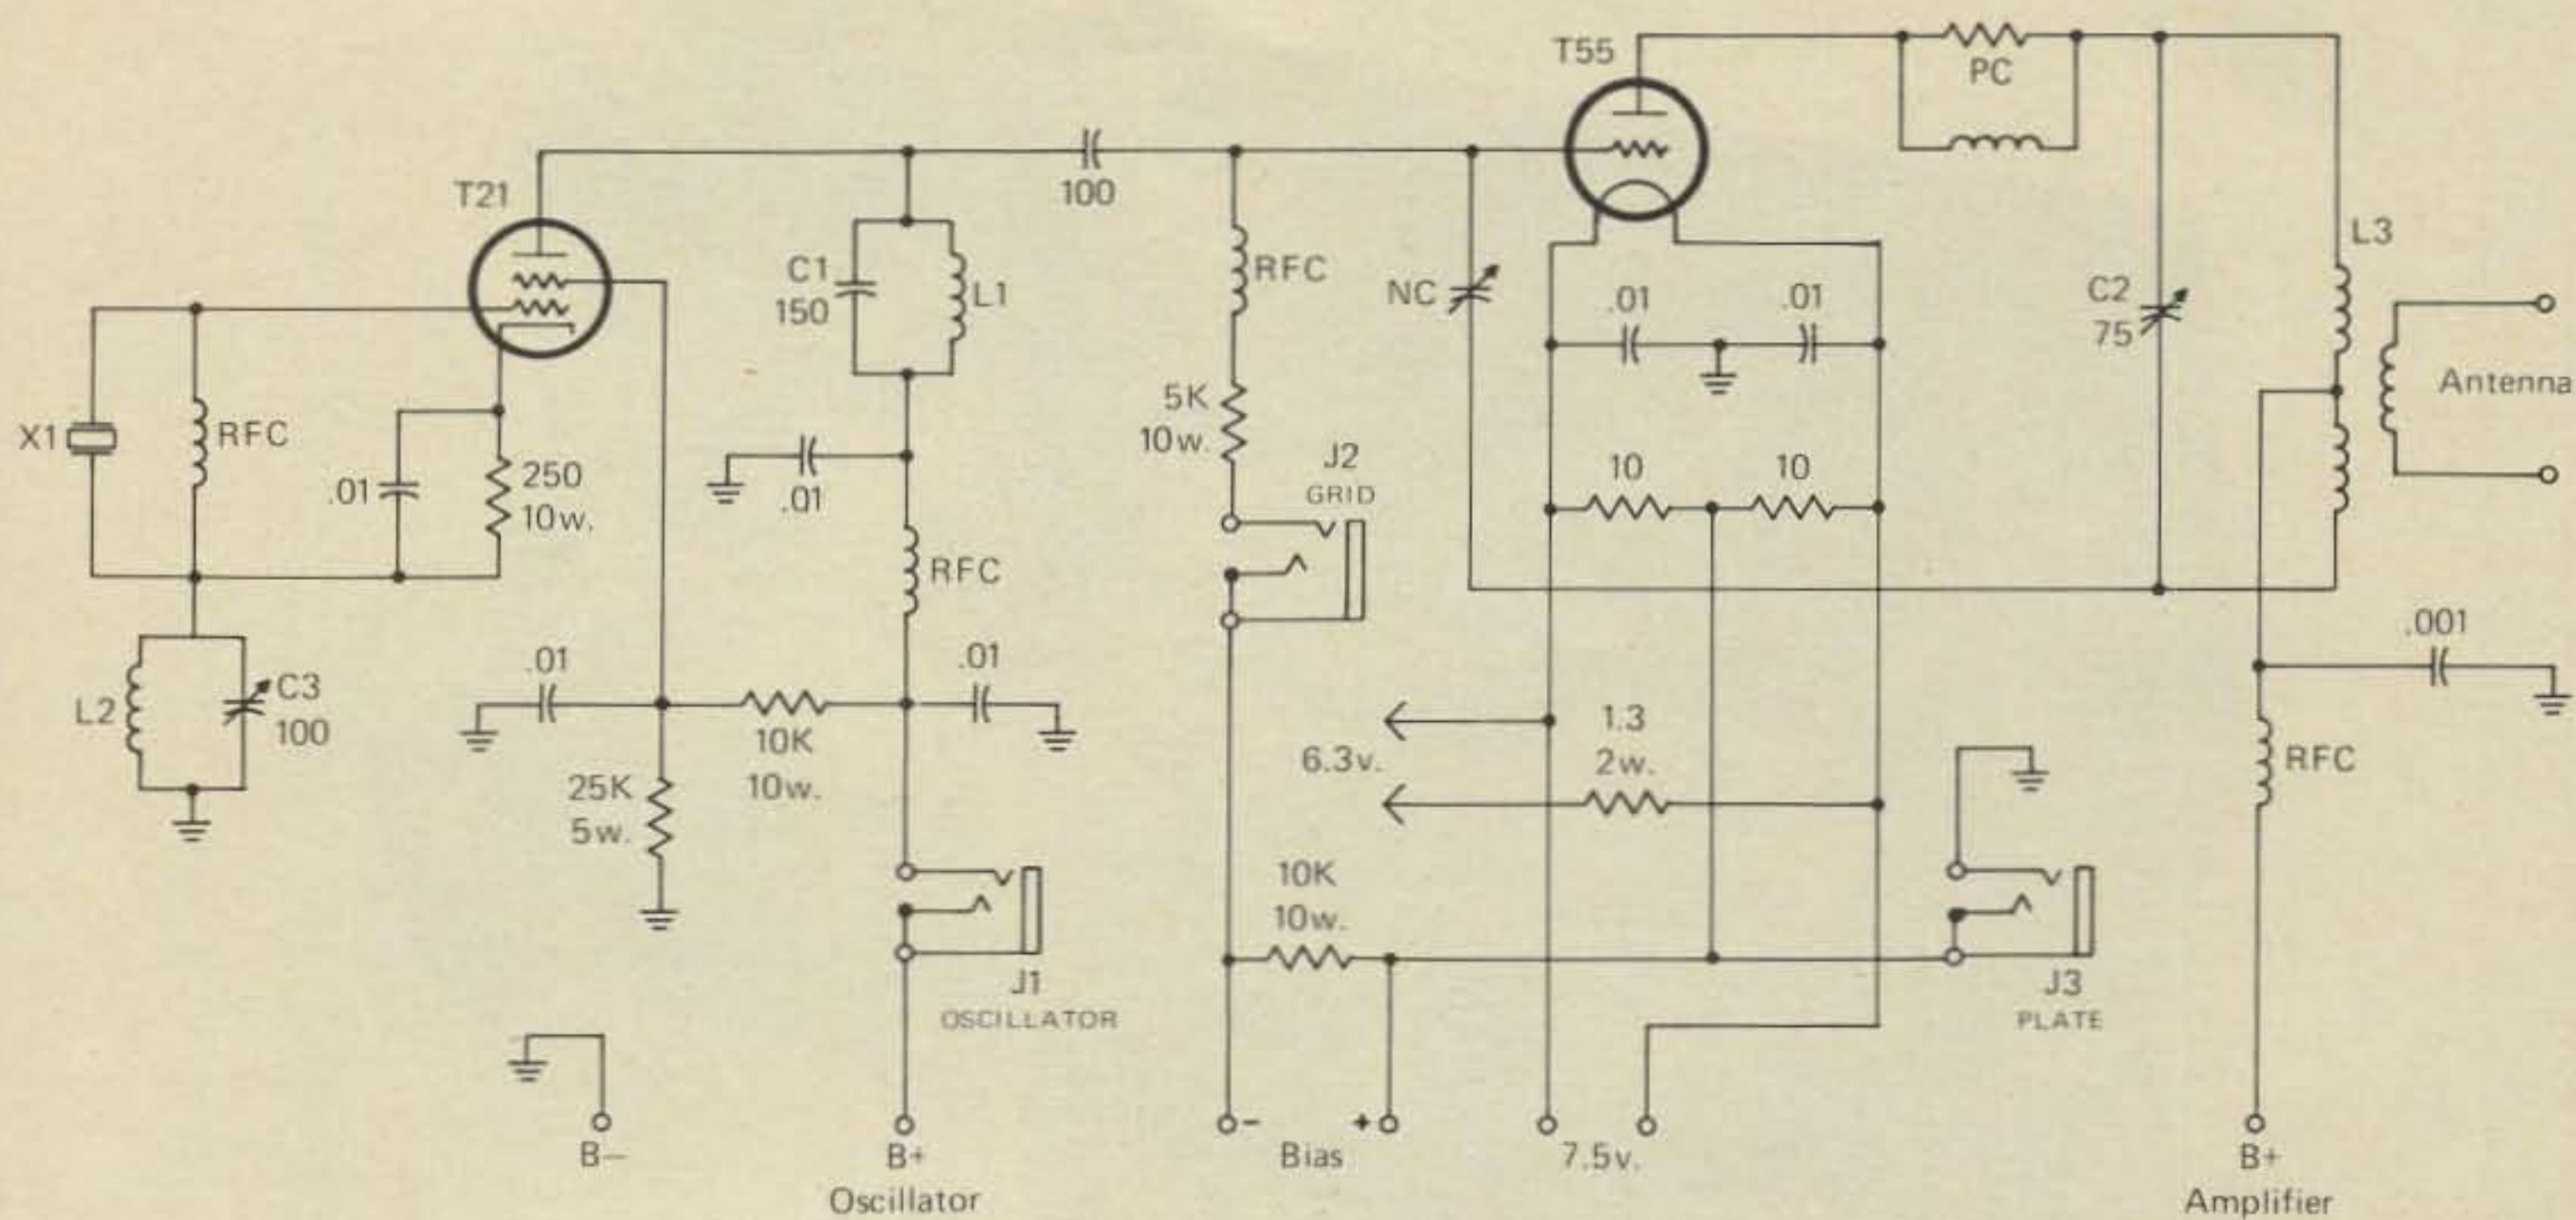 T55
PC
T21
100
L3
C1
150
L1
RFC
NC
C2
75
.01
.01
Antenna
X1
RFC
.01
250
10w.
.01
5K
10w.
J2
GRID
10
10
RFC
L2
C3
100
.01
.01
.001
10K
10w.
25K
5w.
6.3v.
1.3
2w.
RFC
10K
10w.
J1
OSCILLATOR
J3
PLATE
B–
B+
Oscillator
– Bias +
7.5v.
B+
Amplifier